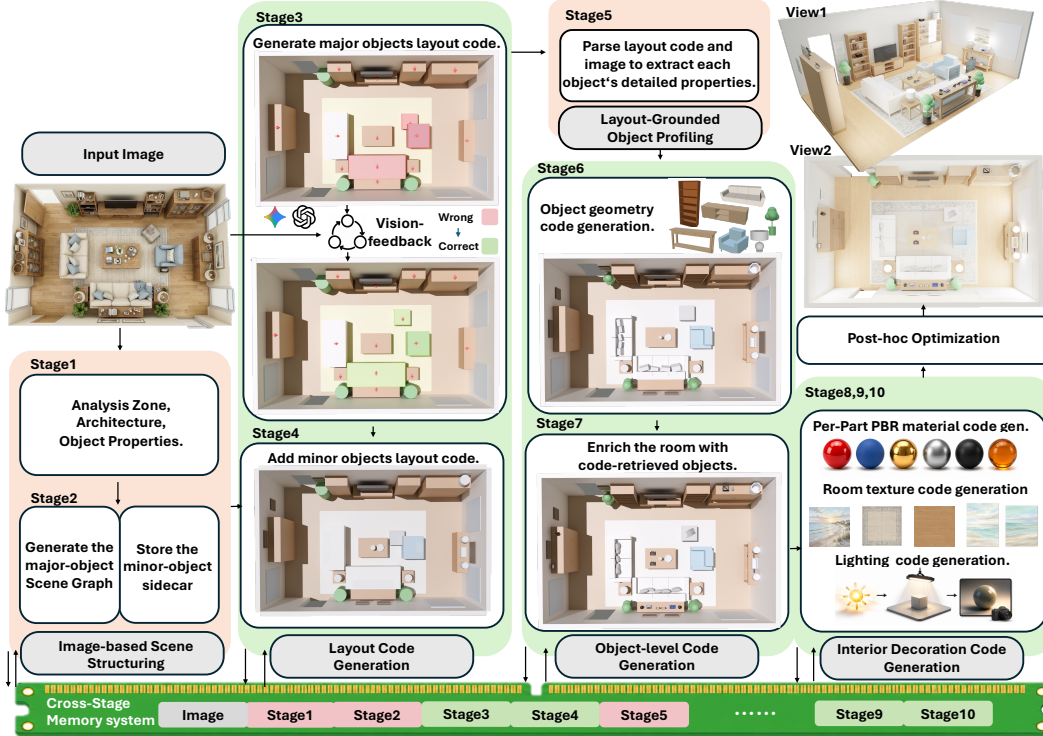 Input Image
Stage1
Analysis Zone,
Architecture,
Object Properties.
Stage2
Generate the
major-object
Scene Graph
Store the
minor-object
sidecar
Image-based Scene
Structuring
Stage3
Generate major objects layout code.
Vision-
feedback
Wrong
Correct
Stage4
Add minor objects layout code.
Layout Code
Generation
Stage5
Parse layout code and
image to extract each
object‘s detailed properties.
Layout-Grounded
Object Profiling
Stage6
Object geometry
code generation.
Stage7
Enrich the room with
code-retrieved objects.
Object-level Code
Generation
View1
View2
Post-hoc Optimization
Stage8,9,10
Per-Part PBR material code gen.
Room texture code generation
Lighting code generation.
Interior Decoration Code
Generation
Cross-Stage
Memory system
Image
Stage1
Stage2
Stage3
Stage4
Stage5
······
Stage9
Stage10